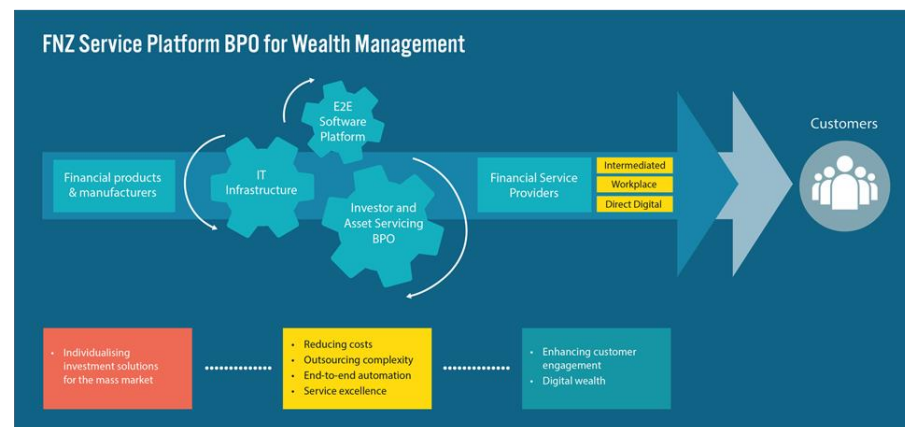 FNZ Service Platform BPO for Wealth Management
E2E
Software
Platform
Customers
Financial products
& manufacturers
IT
Infrastructure
Investor and
Asset Servicing
BPO
Financial Service
Providers
Intermediated
Workplace
Direct Digital
• Individualising
investment solutions
for the mass market
• Reducing costs
• Outsourcing complexity
• End-to-end automation
• Service excellence
• Enhancing customer
engagement
• Digital wealth